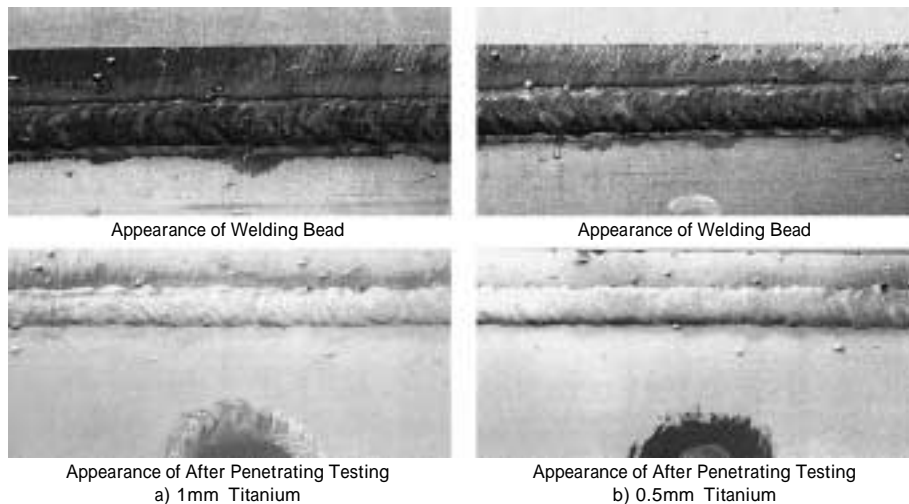 Appearance of Welding Bead
Appearance of Welding Bead
Appearance of After Penetrating Testing
a) 1mm Titanium
Appearance of After Penetrating Testing
b) 0.5mm Titanium